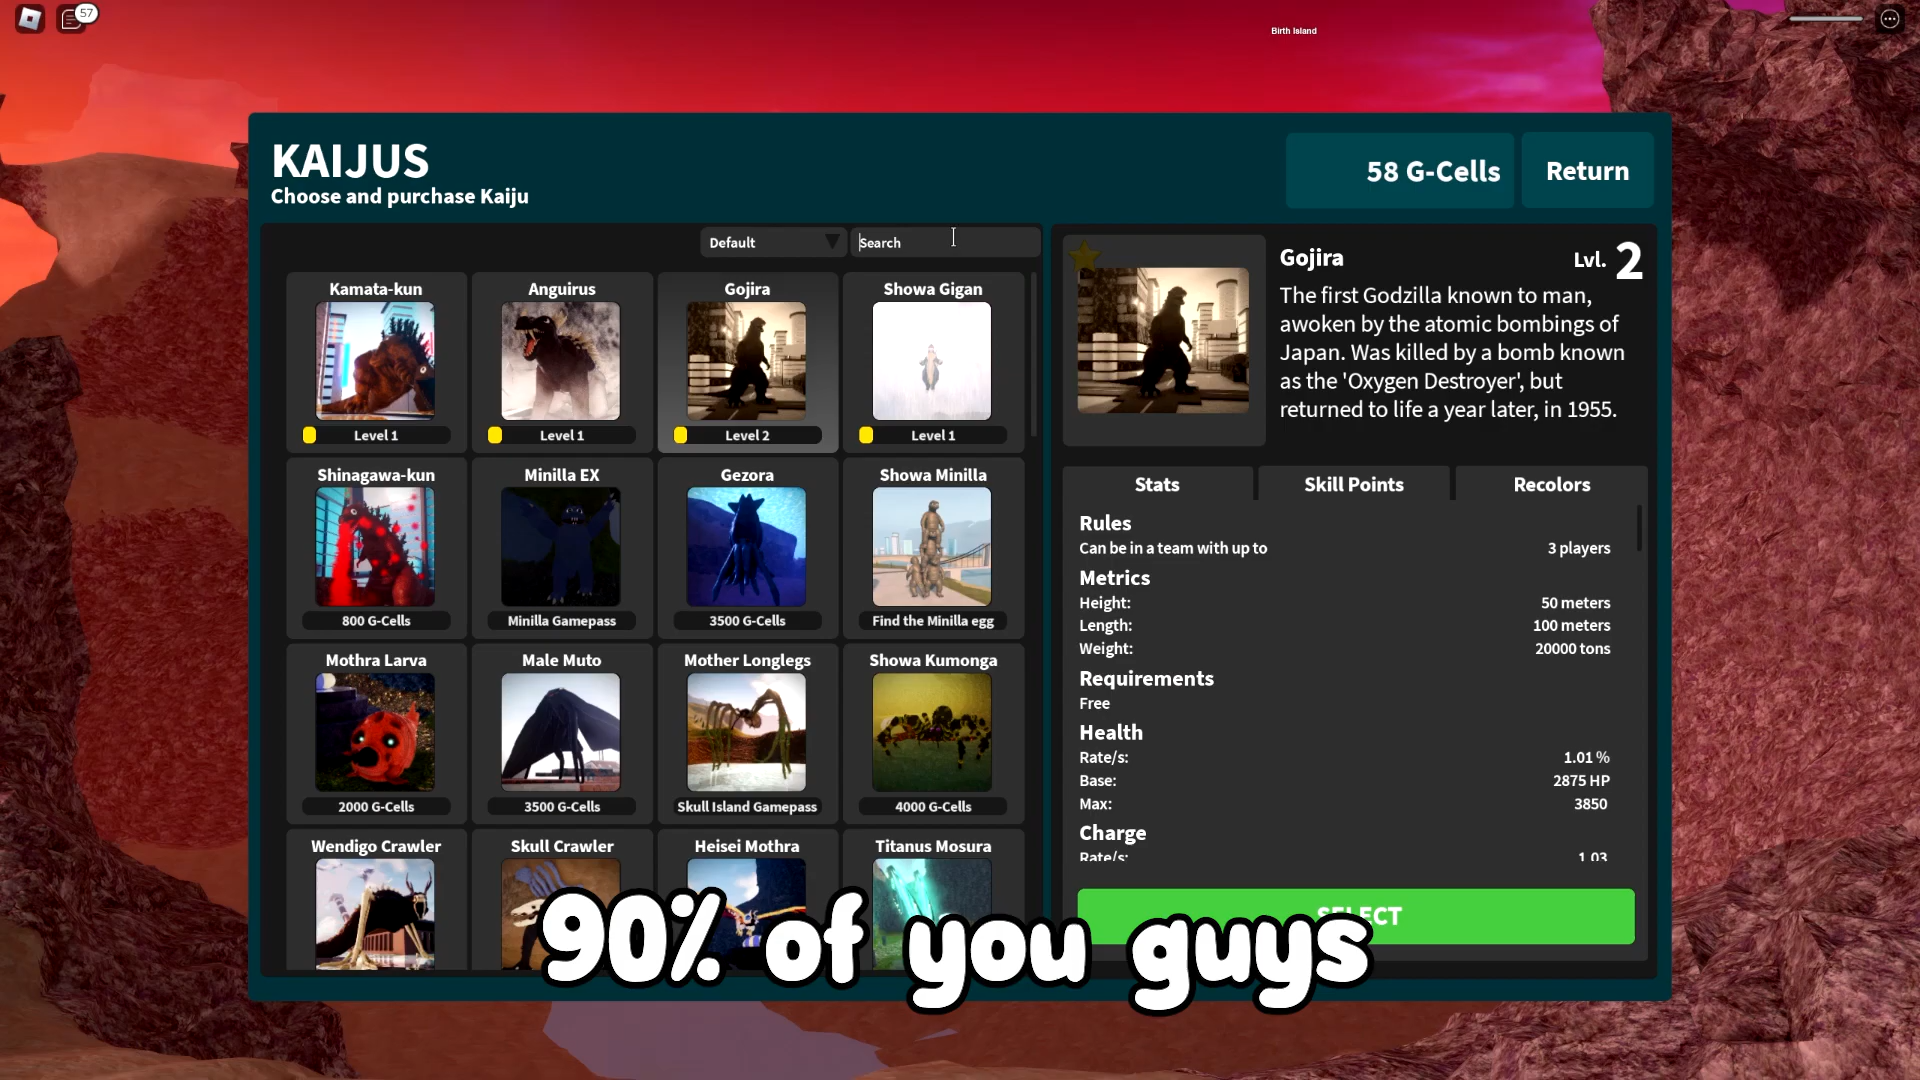 57
Birth Island
KAIJUS
Choose and purchase Kaiju
58 G-Cells
Return
Default
Search
Kamata-kun
Anguirus
Gojira
Showa Gigan
Level 1
Level 1
Level 2
Level 1
Shinagawa-kun
Minilla EX
Gezora
Showa Minilla
800 G-Cells
Minilla Gamepass
3500 G-Cells
Find the Minilla egg
Mothra Larva
Male Muto
Mother Longlegs
Showa Kumonga
2000 G-Cells
3500 G-Cells
Skull Island Gamepass
4000 G-Cells
Wendigo Crawler
Skull Crawler
Heisei Mothra
Titanus Mosura
Gojira
Lvl. 2
The first Godzilla known to man,
awoken by the atomic bombings of
Japan. Was killed by a bomb known
as the 'Oxygen Destroyer', but
returned to life a year later, in 1955.
Stats
Skill Points
Recolors
Rules
Can be in a team with up to 3 players
Metrics
Height: 50 meters
Length: 100 meters
Weight: 20000 tons
Requirements
Free
Health
Rate/s: 1.01 %
Base: 2875 HP
Max: 3850
Charge
Rate/s: 1.03
SELECT
90% of you guys